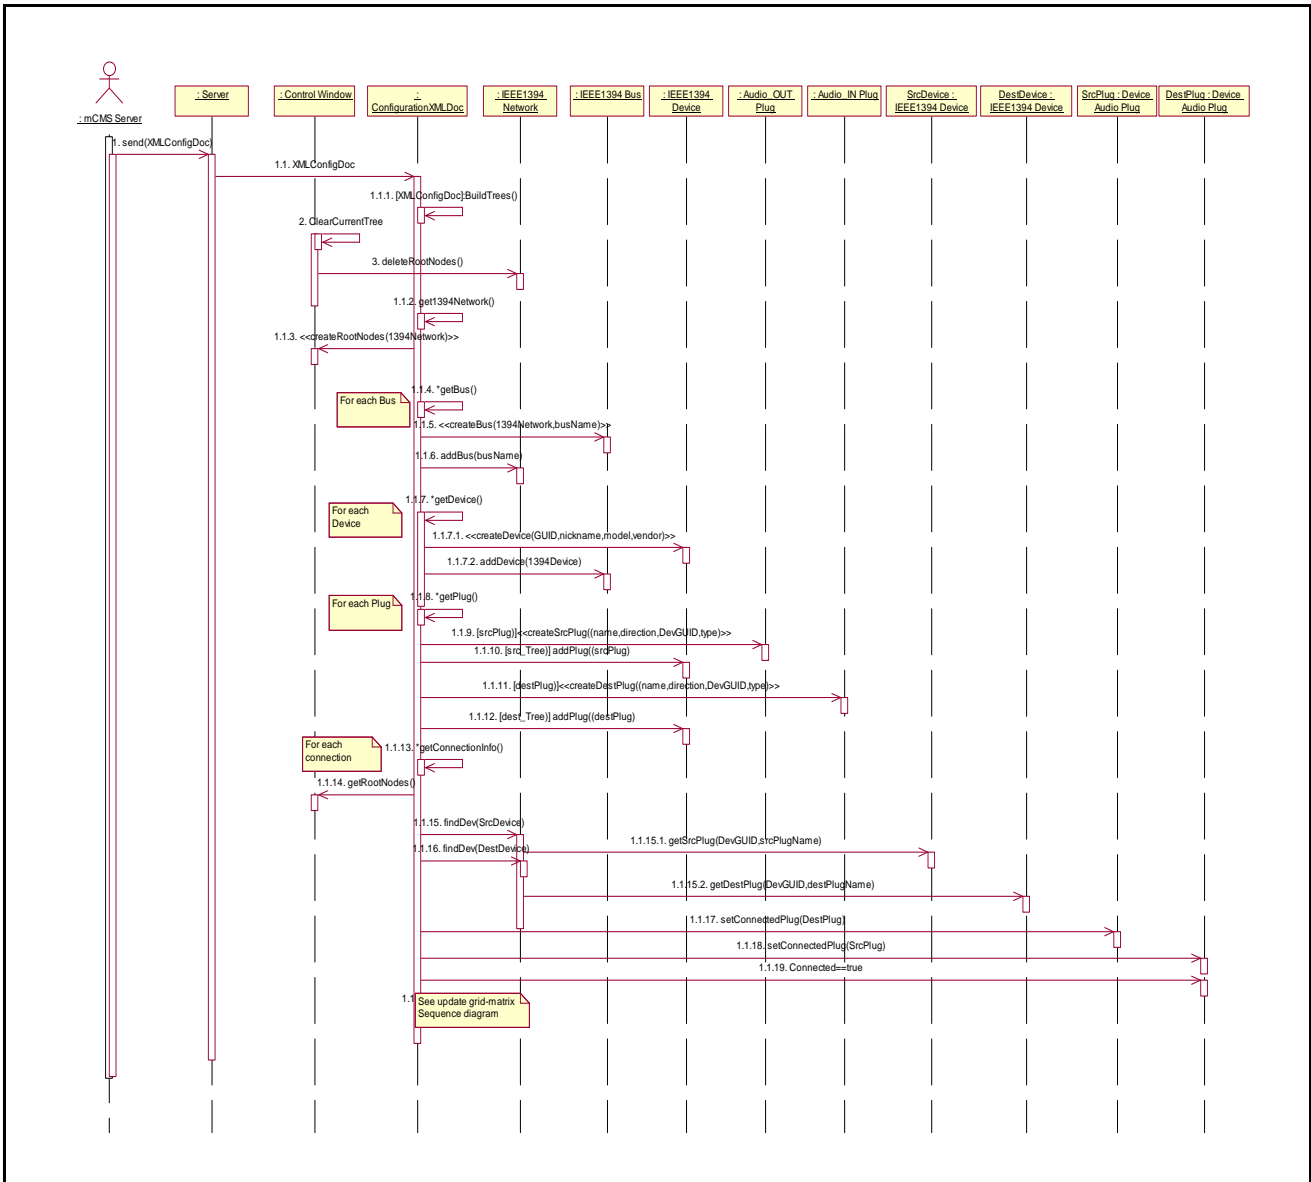 : mCMS Server
: Server
: Control Window
:
ConfigurationXMLDoc
: IEEE1394
Network
: IEEE1394 Bus
: IEEE1394
Device
: Audio_OUT
Plug
: Audio_IN Plug
SrcDevice :
IEEE1394 Device
DestDevice :
IEEE1394 Device
SrcPlug : Device
Audio Plug
DestPlug : Device
Audio Plug
1. send(XMLConfigDoc)
1.1. XMLConfigDoc
1.1.1. [XMLConfigDoc]:BuildTrees()
2. ClearCurrentTree
3. deleteRootNodes()
1.1.2. get1394Network()
1.1.3. <<createRootNodes(1394Network)>>
1.1.4. *getBus()
For each Bus
1.1.5. <<createBus(1394Network,busName)>>
1.1.6. addBus(busName)
1.1.7. *getDevice()
For each
Device
1.1.7.1. <<createDevice(GUID,nickname,model,vendor)>>
1.1.7.2. addDevice(1394Device)
1.1.8. *getPlug()
For each Plug
1.1.9. [srcPlug)]<<createSrcPlug((name,direction,DevGUID,type)>>
1.1.10. [src_Tree)] addPlug((srcPlug)
1.1.11. [destPlug)]<<createDestPlug((name,direction,DevGUID,type)>>
1.1.12. [dest_Tree)] addPlug((destPlug)
For each
connection
1.1.13. *getConnectionInfo()
1.1.14. getRootNodes()
1.1.15. findDev(SrcDevice)
1.1.15.1. getSrcPlug(DevGUID,srcPlugName)
1.1.16. findDev(DestDevice)
1.1.15.2. getDestPlug(DevGUID,destPlugName)
1.1.17. setConnectedPlug(DestPlug)
1.1.18. setConnectedPlug(SrcPlug)
1.1.19. Connected==true
1.1
See update grid-matrix
Sequence diagram